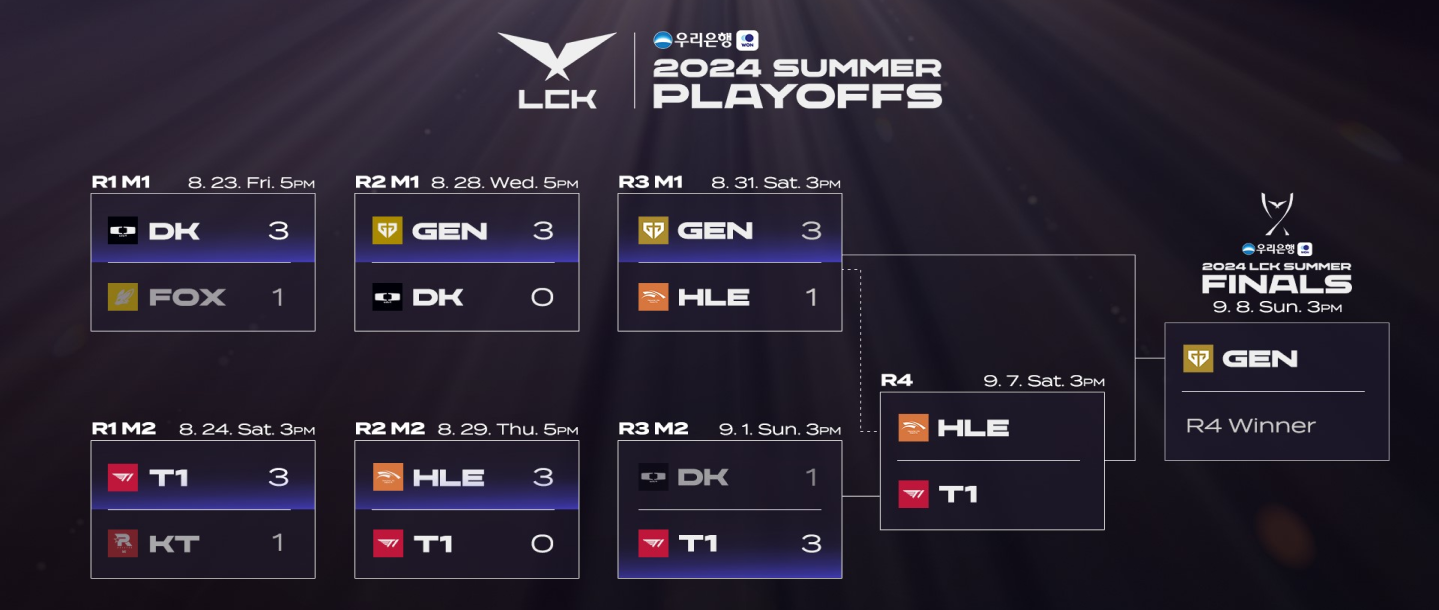 우리은행 WON
2024 SUMMER
LCK PLAYOFFS
R1 M1 8. 23. Fri. 5PM
DK 3
FOX 1
R2 M1 8. 28. Wed. 5PM
GEN 3
DK 0
R3 M1 8. 31. Sat. 3PM
GEN 3
HLE 1
우리은행
2024 LCK SUMMER
FINALS
9. 8. Sun. 3PM
GEN
R4 Winner
R4 9. 7. Sat. 3PM
HLE
T1
R1 M2 8. 24. Sat. 3PM
T1 3
KT 1
R2 M2 8. 29. Thu. 5PM
HLE 3
T1 0
R3 M2 9. 1. Sun. 3PM
DK 1
T1 3